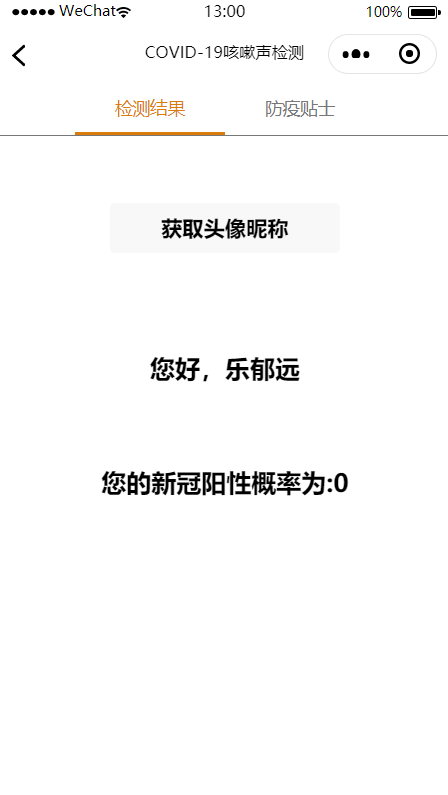 ●●●●● WeChat 13:00 100%
COVID-19咳嗽声检测
检测结果 防疫贴士
获取头像昵称
您好，乐郁远
您的新冠阳性概率为:0